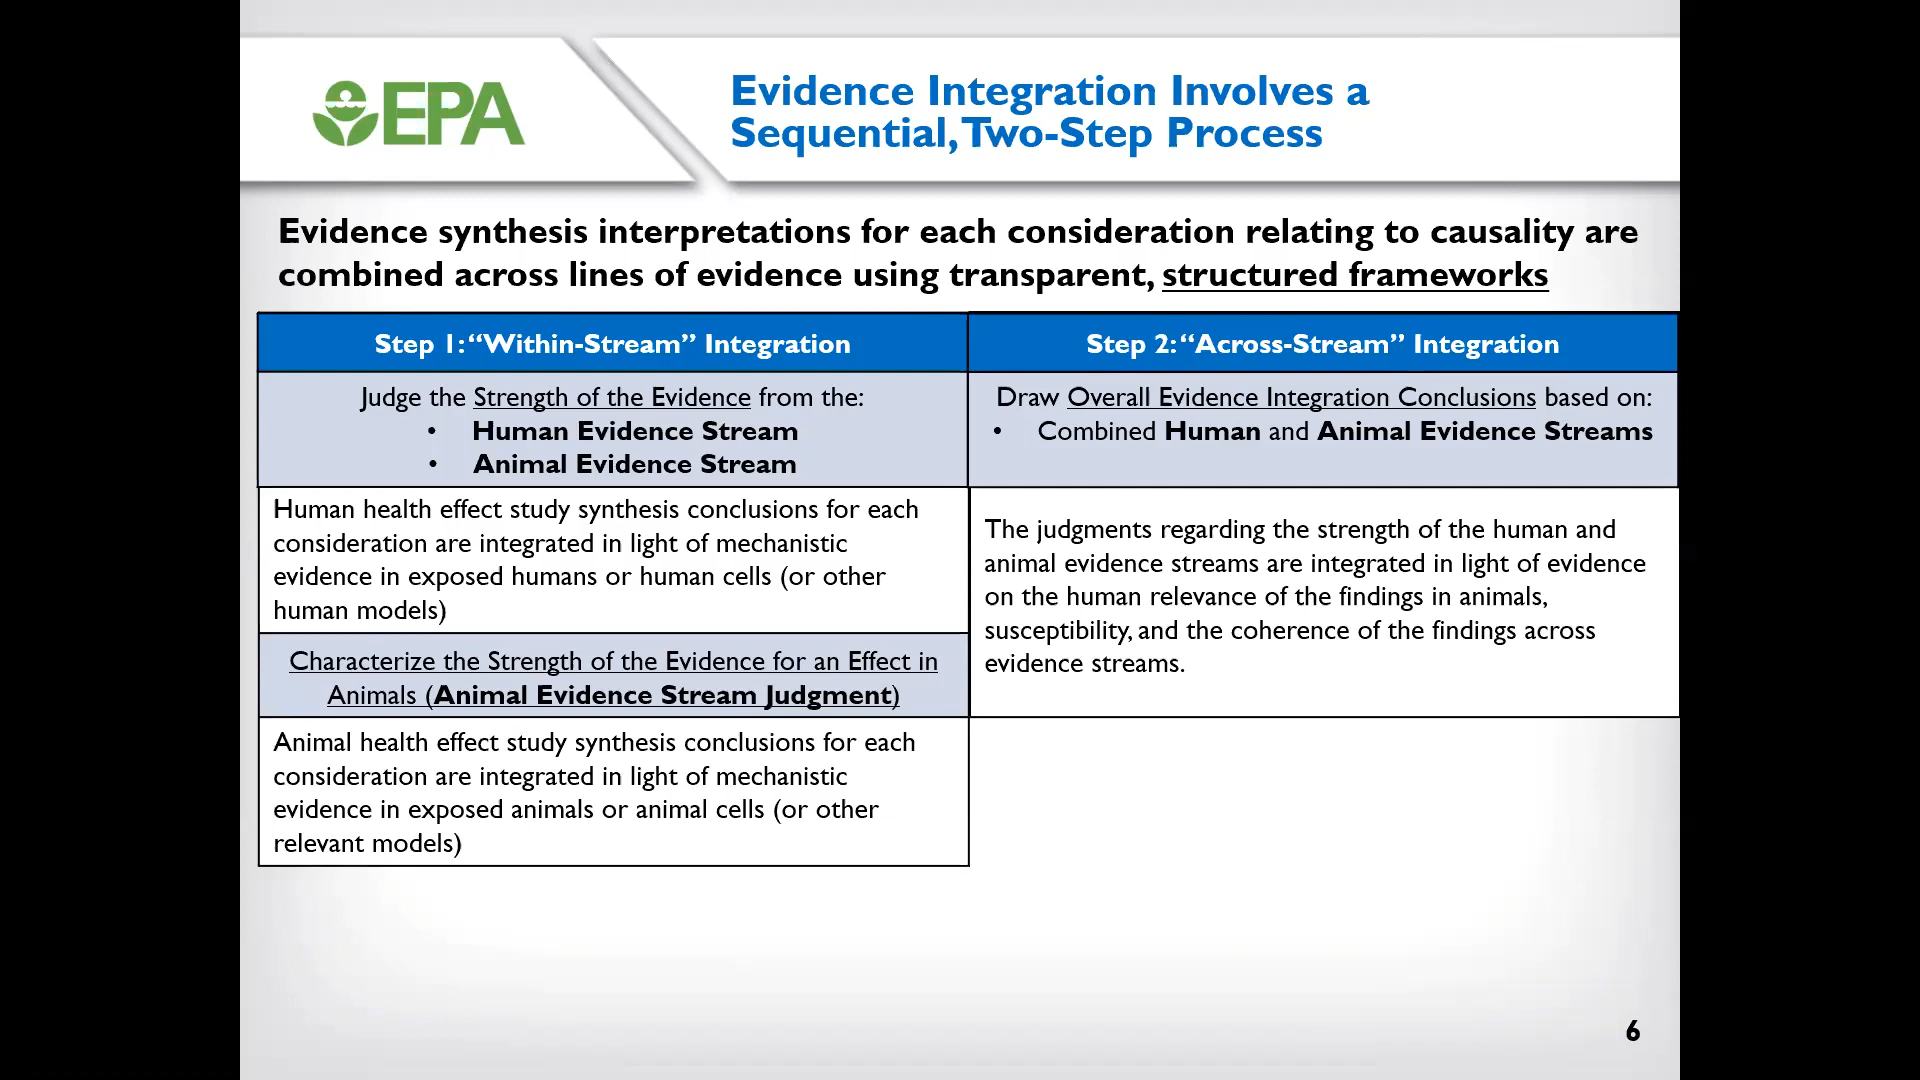 EPA
Evidence Integration Involves a
Sequential, Two-Step Process
Evidence synthesis interpretations for each consideration relating to causality are
combined across lines of evidence using transparent, structured frameworks
Step 1: “Within-Stream” Integration
Judge the Strength of the Evidence from the:
• Human Evidence Stream
• Animal Evidence Stream
Human health effect study synthesis conclusions for each
consideration are integrated in light of mechanistic
evidence in exposed humans or human cells (or other
human models)
Characterize the Strength of the Evidence for an Effect in
Animals (Animal Evidence Stream Judgment)
Animal health effect study synthesis conclusions for each
consideration are integrated in light of mechanistic
evidence in exposed animals or animal cells (or other
relevant models)
Step 2: “Across-Stream” Integration
Draw Overall Evidence Integration Conclusions based on:
• Combined Human and Animal Evidence Streams
The judgments regarding the strength of the human and
animal evidence streams are integrated in light of evidence
on the human relevance of the findings in animals,
susceptibility, and the coherence of the findings across
evidence streams.
6